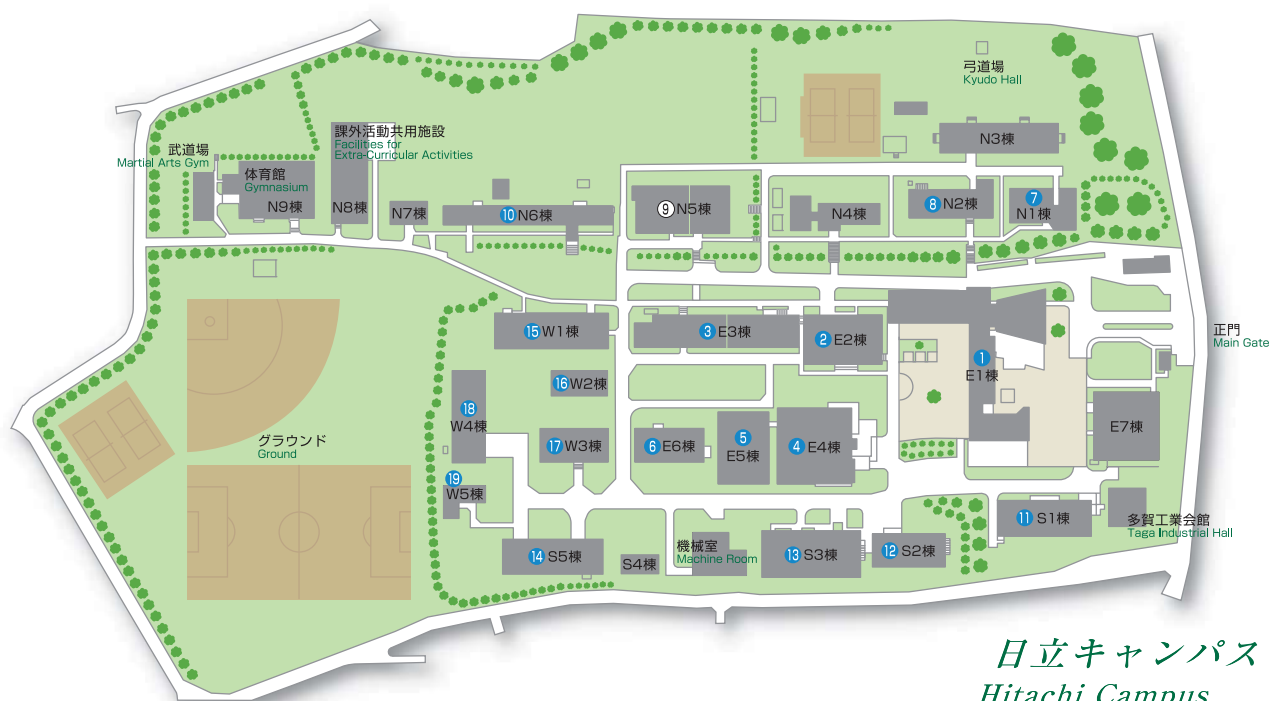 弓道場
Kyudo Hall
課外活動共用施設
Facilities for
Extra-Curricular Activities
武道場
Martial Arts Gym
体育館
Gymnasium
N9棟
N8棟
N7棟
10 N6棟
9 N5棟
N4棟
8 N2棟
7
N1棟
N3棟
正門
Main Gate
15 W1棟
3 E3棟
2 E2棟
1
E1棟
16 W2棟
18
W4棟
17 W3棟
6 E6棟
5
E5棟
4 E4棟
E7棟
グラウンド
Ground
19
W5棟
11 S1棟
多賀工業会館
Taga Industrial Hall
14 S5棟
S4棟
機械室
Machine Room
13 S3棟
12 S2棟
日立キャンパス
Hitachi Campus